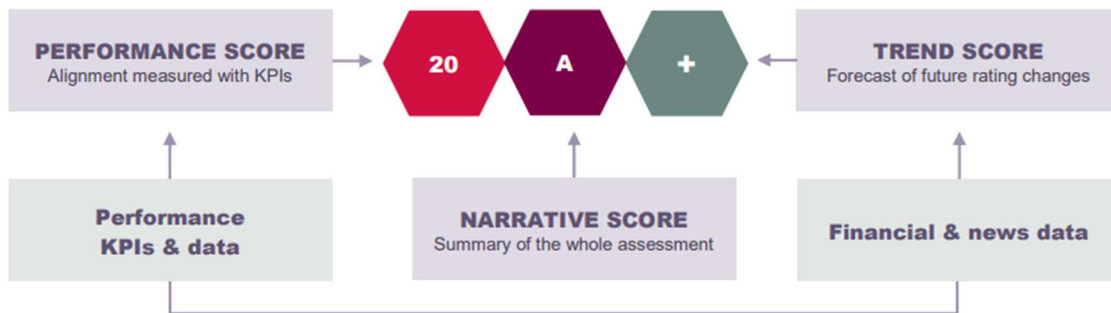 PERFORMANCE SCORE
Alignment measured with KPIs
20
A
+
TREND SCORE
Forecast of future rating changes
Performance
KPIs & data
NARRATIVE SCORE
Summary of the whole assessment
Financial & news data